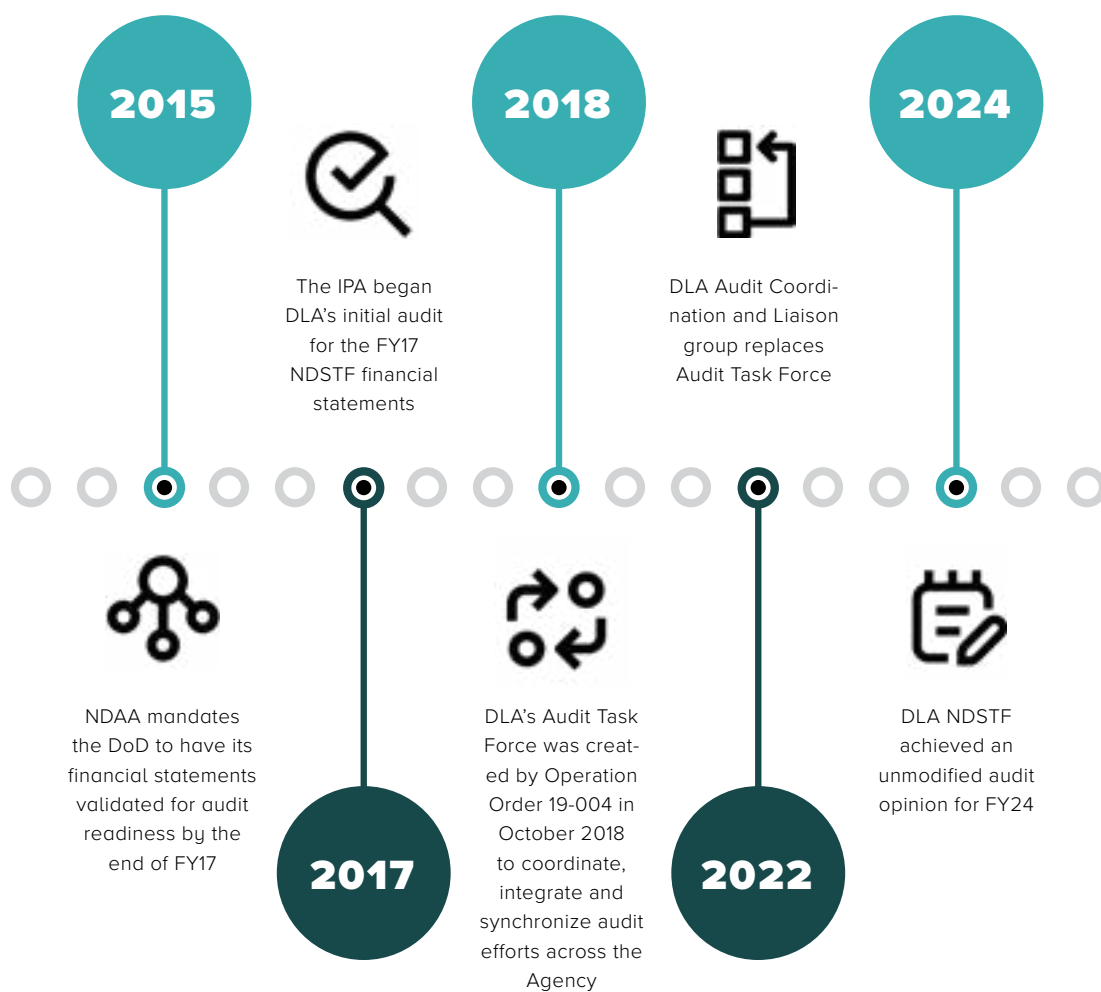 2015
NDAA mandates
the DoD to have its
financial statements
validated for audit
readiness by the
end of FY17
The IPA began
DLA’s initial audit
for the FY17
NDSTF financial
statements
2017
2018
DLA’s Audit Task
Force was creat-
ed by Operation
Order 19-004 in
October 2018
to coordinate,
integrate and
synchronize audit
efforts across the
Agency
DLA Audit Coordi-
nation and Liaison
group replaces
Audit Task Force
2022
2024
DLA NDSTF
achieved an
unmodified audit
opinion for FY24